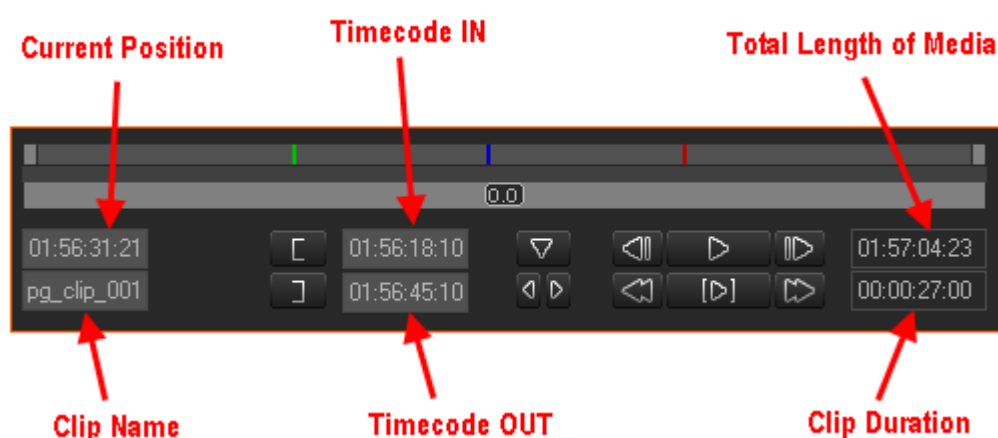 Current Position
Timecode IN
Total Length of Media
0.0
01:56:31:21
01:56:18:10
01:57:04:23
pg_clip_001
01:56:45:10
00:00:27:00
Clip Name
Timecode OUT
Clip Duration